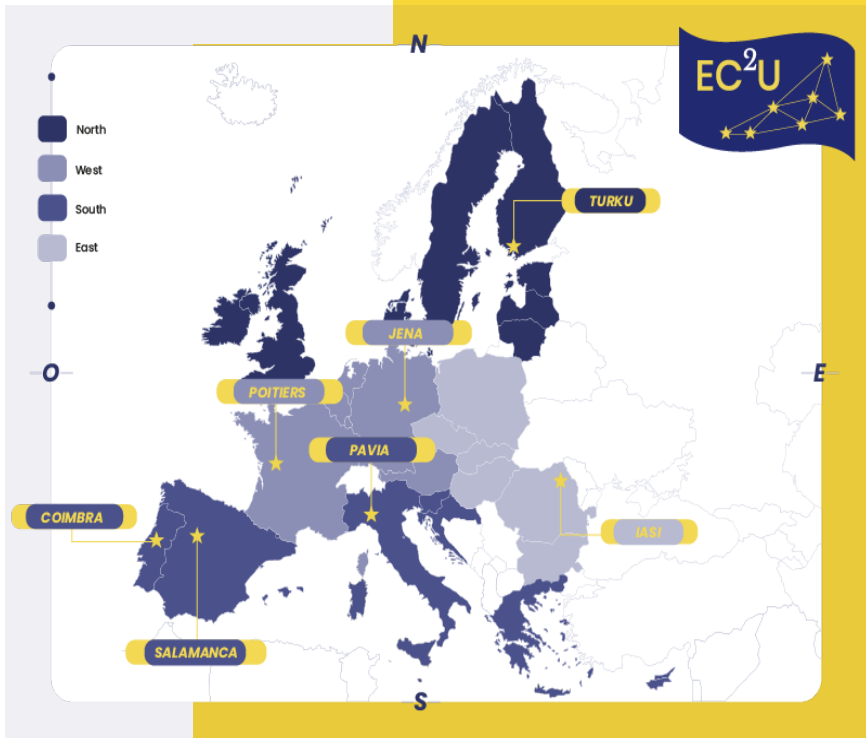 N
EC²U
North
West
South
East
TURKU
JENA
O
E
POITIERS
PAVIA
COIMBRA
IASI
SALAMANCA
S